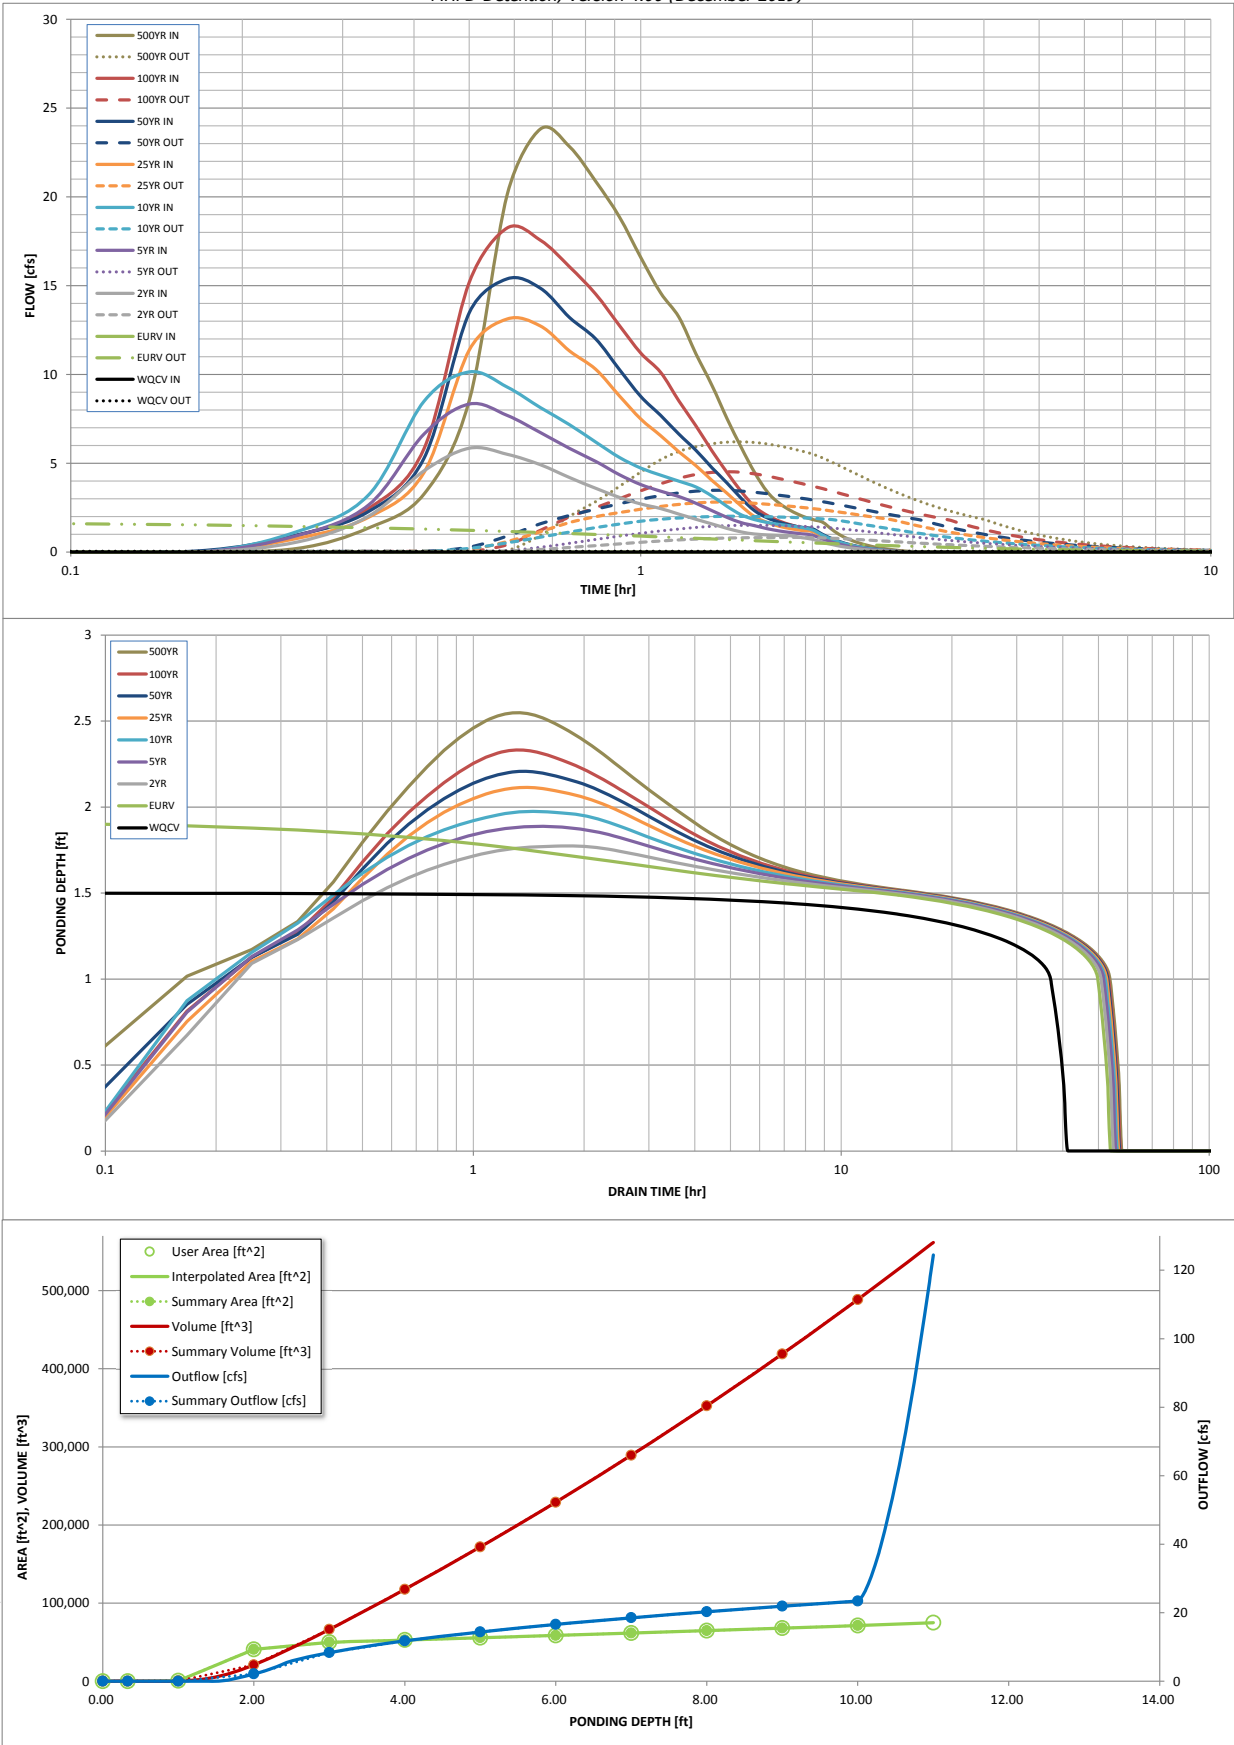 MHFD-Detention, Version 4.00 (December 2019)
30
25
20
15
10
5
0
FLOW [cfs]
500YR IN
500YR OUT
100YR IN
100YR OUT
50YR IN
50YR OUT
25YR IN
25YR OUT
10YR IN
10YR OUT
5YR IN
5YR OUT
2YR IN
2YR OUT
EURV IN
EURV OUT
WQCV IN
WQCV OUT
0.1
1
10
TIME [hr]
3
2.5
2
1.5
1
0.5
0
PONDING DEPTH [ft]
500YR
100YR
50YR
25YR
10YR
5YR
2YR
EURV
WQCV
0.1
1
10
100
DRAIN TIME [hr]
User Area [ft^2]
Interpolated Area [ft^2]
Summary Area [ft^2]
Volume [ft^3]
Summary Volume [ft^3]
Outflow [cfs]
Summary Outflow [cfs]
500,000
400,000
300,000
200,000
100,000
0
AREA [ft^2], VOLUME [ft^3]
120
100
80
60
40
20
0
OUTFLOW [cfs]
0.00
2.00
4.00
6.00
8.00
10.00
12.00
14.00
PONDING DEPTH [ft]